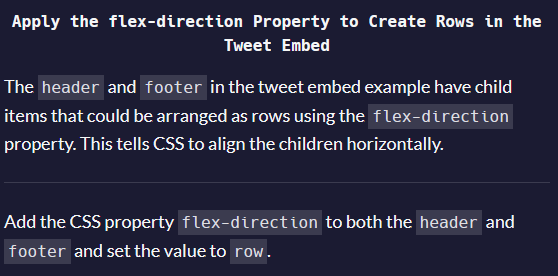 Apply the flex-direction Property to Create Rows in the
Tweet Embed
The header and footer in the tweet embed example have child
items that could be arranged as rows using the flex-direction
property. This tells CSS to align the children horizontally.
Add the CSS property flex-direction to both the header and
footer and set the value to row.